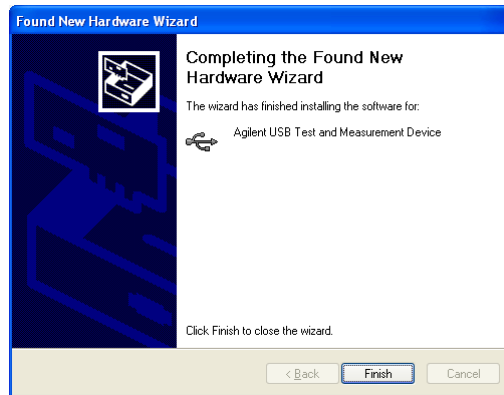 Found New Hardware Wizard
Completing the Found New
Hardware Wizard
The wizard has finished installing the software for:
Agilent USB Test and Measurement Device
Click Finish to close the wizard.
< Back
Finish
Cancel